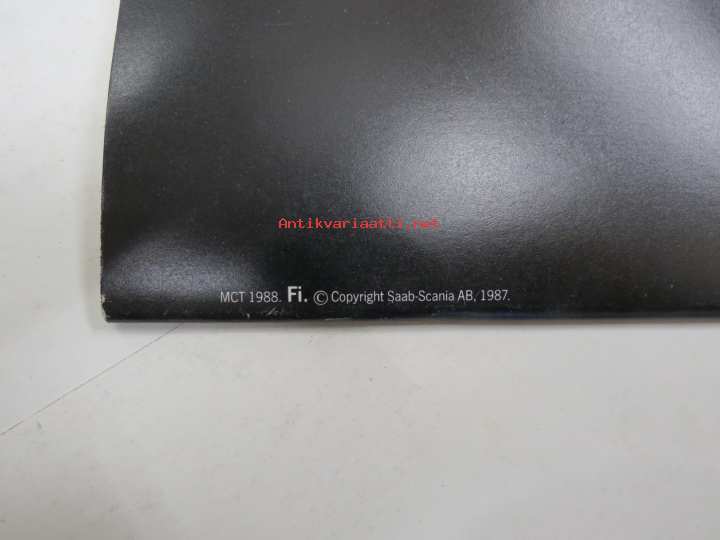 Antikvariaatti.net
MCT 1988. Fi. © Copyright Saab-Scania AB, 1987.